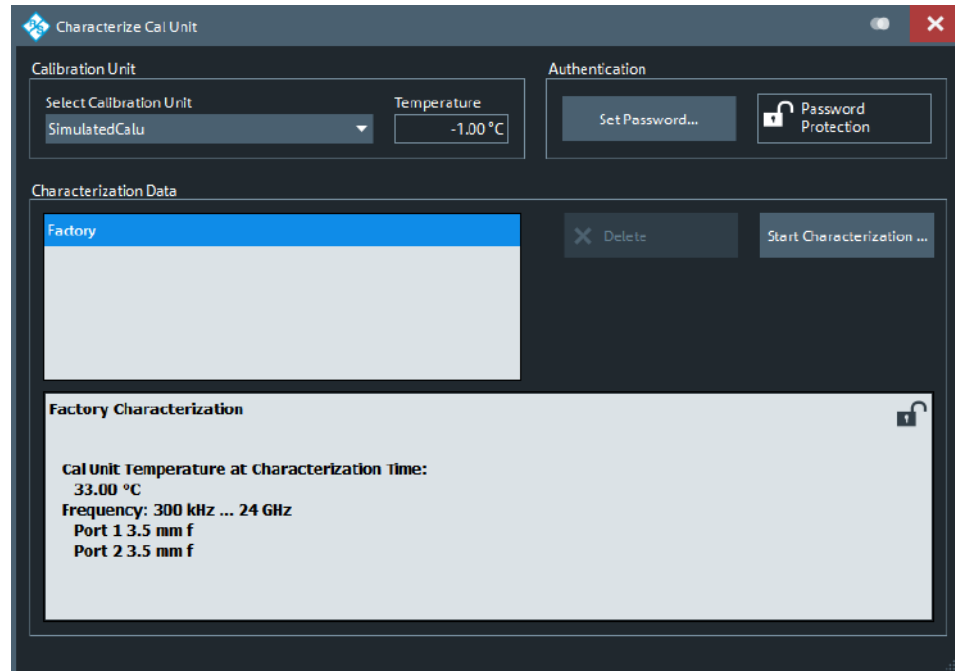 Characterize Cal Unit
Calibration Unit
Authentication
Select Calibration Unit
Temperature
SimulatedCalu
-1.00 °C
Set Password...
Password
Protection
Characterization Data
Factory
Delete
Start Characterization ...
Factory Characterization
Cal Unit Temperature at Characterization Time:
33.00 °C
Frequency: 300 kHz ... 24 GHz
Port 1 3.5 mm f
Port 2 3.5 mm f